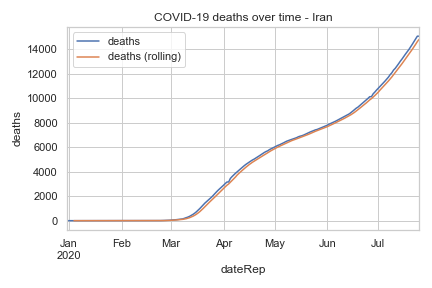 COVID-19 deaths over time - Iran
deaths
deaths (rolling)
14000
12000
10000
8000
6000
4000
2000
0
deaths
Jan Feb Mar Apr May Jun Jul
2020
dateRep